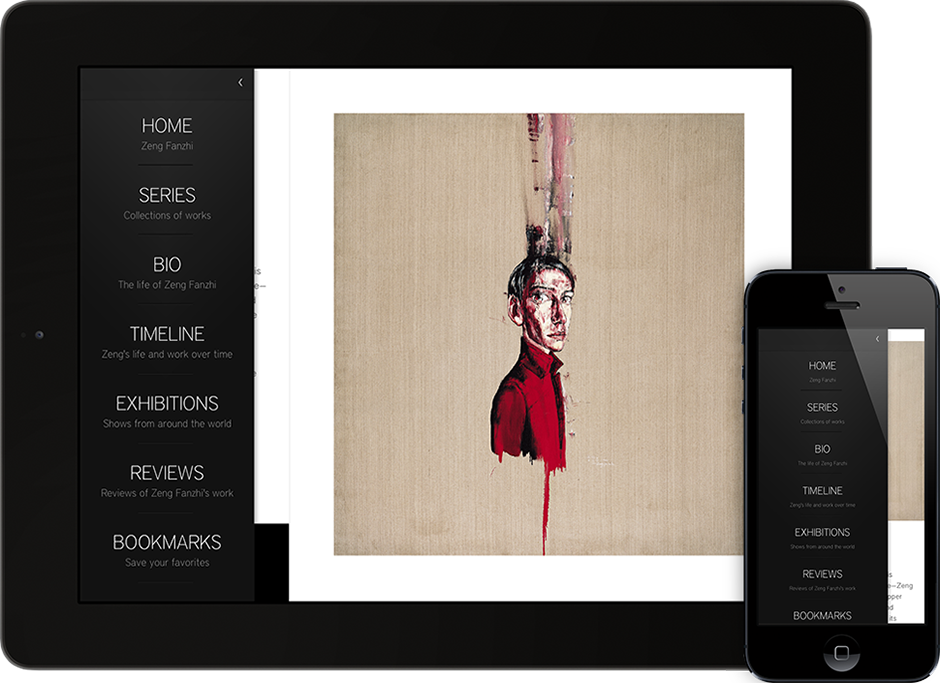 HOME
Zeng Fanzhi
SERIES
Collections of works
BIO
The life of Zeng Fanzhi
TIMELINE
Zeng's life and work over time
EXHIBITIONS
Shows from around the world
REVIEWS
Reviews of Zeng Fanzhi's work
BOOKMARKS
Save your favorites
is
e–
d
e
e
HOME
Zeng Fanzhi
SERIES
Collections of works
BIO
The life of Zeng Fanzhi
TIMELINE
Zeng's life and work over time
EXHIBITIONS
Shows from around the world
REVIEWS
Reviews of Zeng Fanzhi's work
BOOKMARKS
is
e–Zeng
pper
nd
its